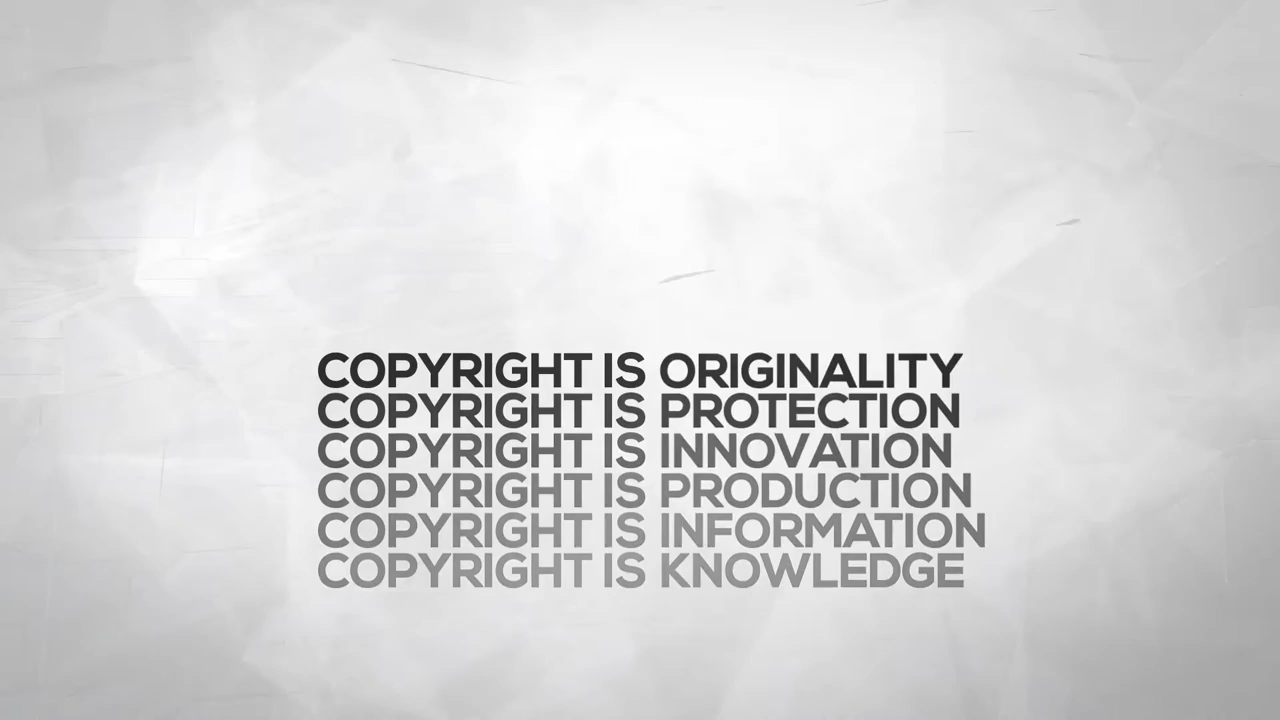 COPYRIGHT IS ORIGINALITY
COPYRIGHT IS PROTECTION
COPYRIGHT IS INNOVATION
COPYRIGHT IS PRODUCTION
COPYRIGHT IS INFORMATION
COPYRIGHT IS KNOWLEDGE